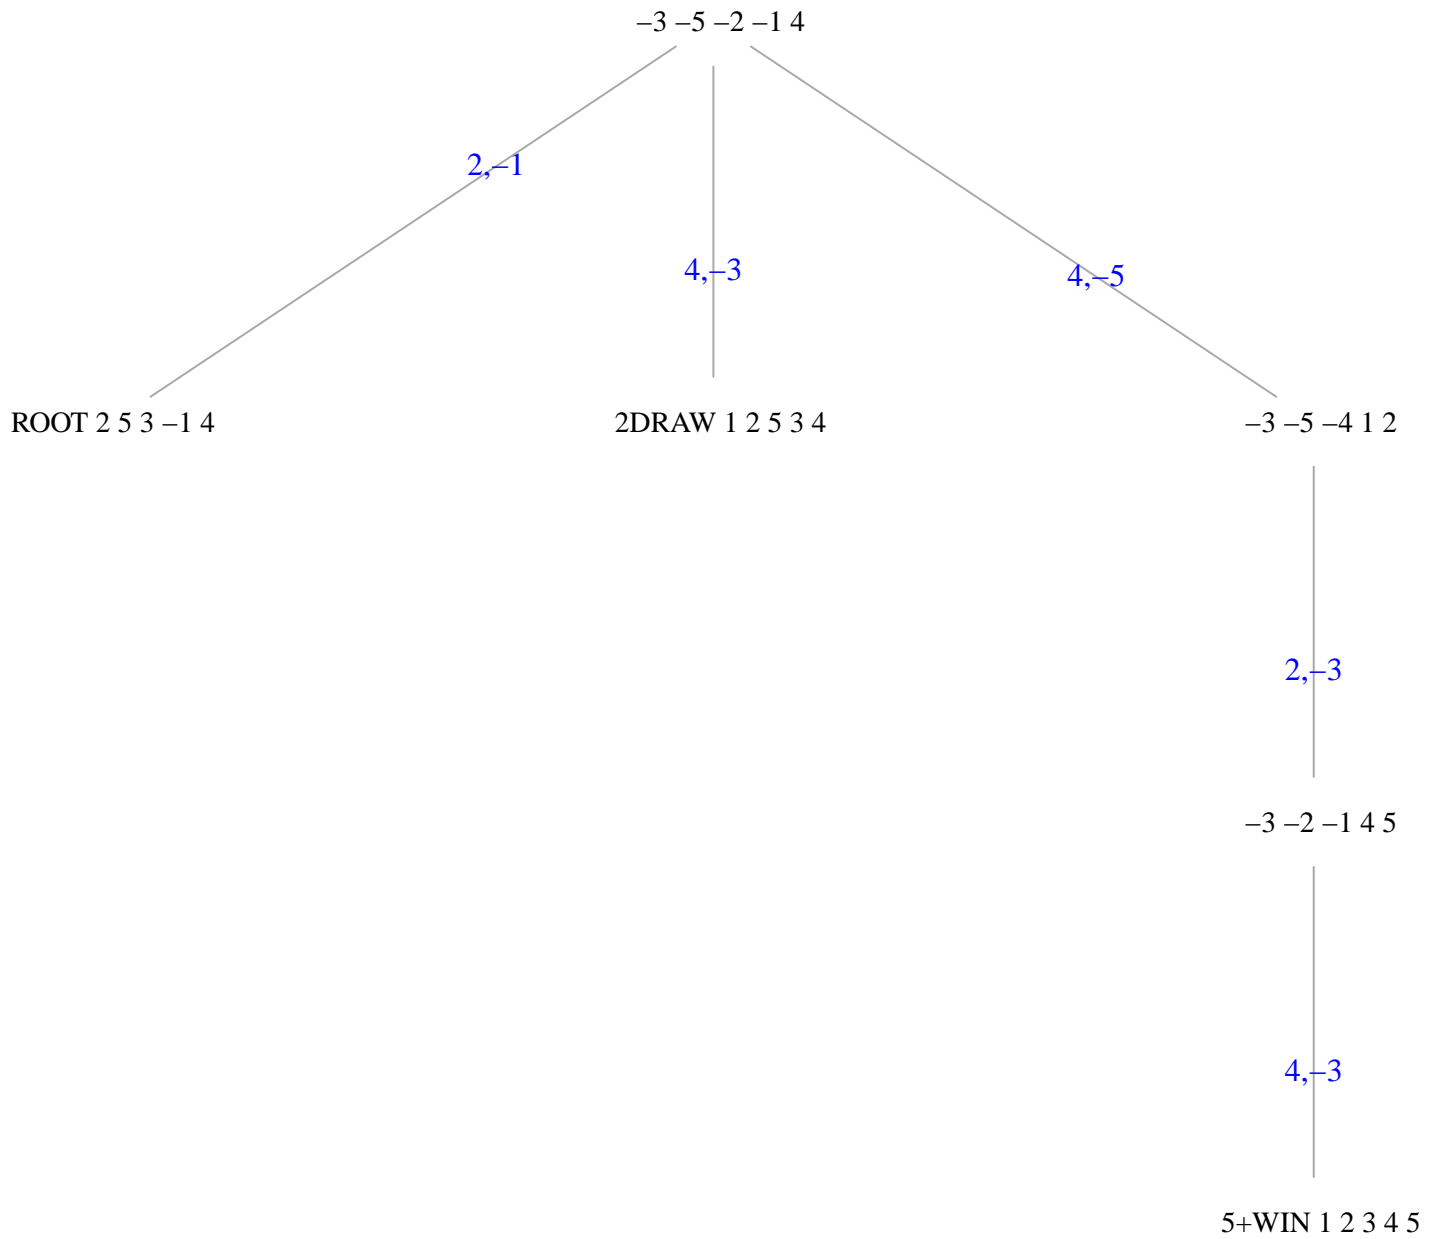 –3 –5 –2 –1 4
2,–1
4,–3
4,–5
ROOT 2 5 3 –1 4
2DRAW 1 2 5 3 4
–3 –5 –4 1 2
2,–3
–3 –2 –1 4 5
4,–3
5+WIN 1 2 3 4 5